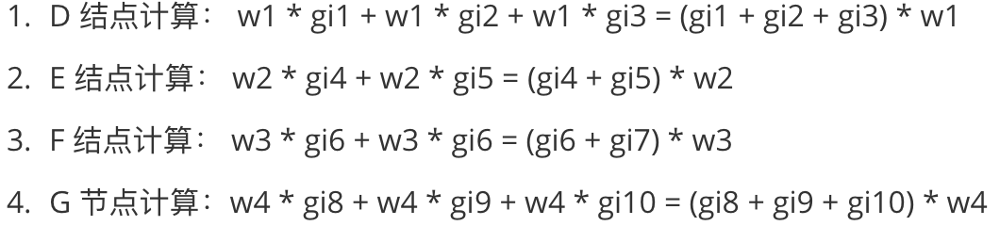 1. D 结点计算： w1 * gi1 + w1 * gi2 + w1 * gi3 = (gi1 + gi2 + gi3) * w1
2. E 结点计算： w2 * gi4 + w2 * gi5 = (gi4 + gi5) * w2
3. F 结点计算： w3 * gi6 + w3 * gi6 = (gi6 + gi7) * w3
4. G 节点计算：w4 * gi8 + w4 * gi9 + w4 * gi10 = (gi8 + gi9 + gi10) * w4